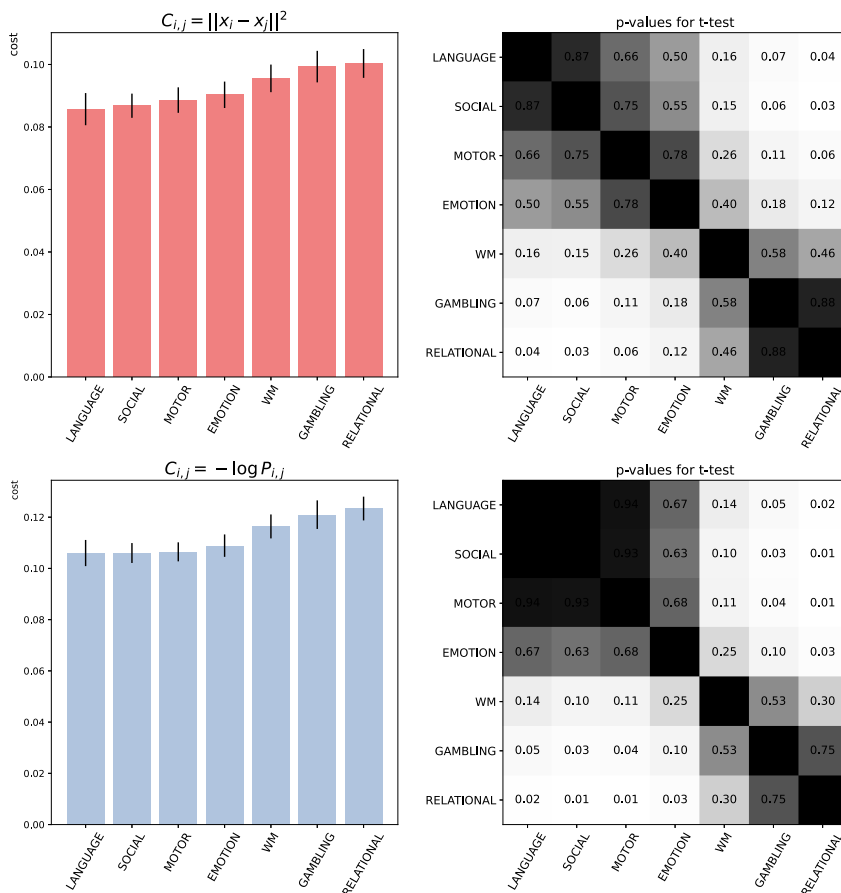 C_{i,j} = ||x_i − x_j||²
cost
0.10
0.08
0.06
0.04
0.02
0.00
LANGUAGE
SOCIAL
MOTOR
EMOTION
WM
GAMBLING
RELATIONAL
p-values for t-test
LANGUAGE 0.87 0.66 0.50 0.16 0.07 0.04
SOCIAL 0.87 0.75 0.55 0.15 0.06 0.03
MOTOR 0.66 0.75 0.78 0.26 0.11 0.06
EMOTION 0.50 0.55 0.78 0.40 0.18 0.12
WM 0.16 0.15 0.26 0.40 0.58 0.46
GAMBLING 0.07 0.06 0.11 0.18 0.58 0.88
RELATIONAL 0.04 0.03 0.06 0.12 0.46 0.88
LANGUAGE
SOCIAL
MOTOR
EMOTION
WM
GAMBLING
RELATIONAL
C_{i,j} = − log P_{i,j}
cost
0.12
0.10
0.08
0.06
0.04
0.02
0.00
LANGUAGE
SOCIAL
MOTOR
EMOTION
WM
GAMBLING
RELATIONAL
p-values for t-test
LANGUAGE 0.94 0.67 0.14 0.05 0.02
SOCIAL 0.93 0.63 0.10 0.03 0.01
MOTOR 0.94 0.93 0.68 0.11 0.04 0.01
EMOTION 0.67 0.63 0.68 0.25 0.10 0.03
WM 0.14 0.10 0.11 0.25 0.53 0.30
GAMBLING 0.05 0.03 0.04 0.10 0.53 0.75
RELATIONAL 0.02 0.01 0.01 0.03 0.30 0.75
LANGUAGE
SOCIAL
MOTOR
EMOTION
WM
GAMBLING
RELATIONAL